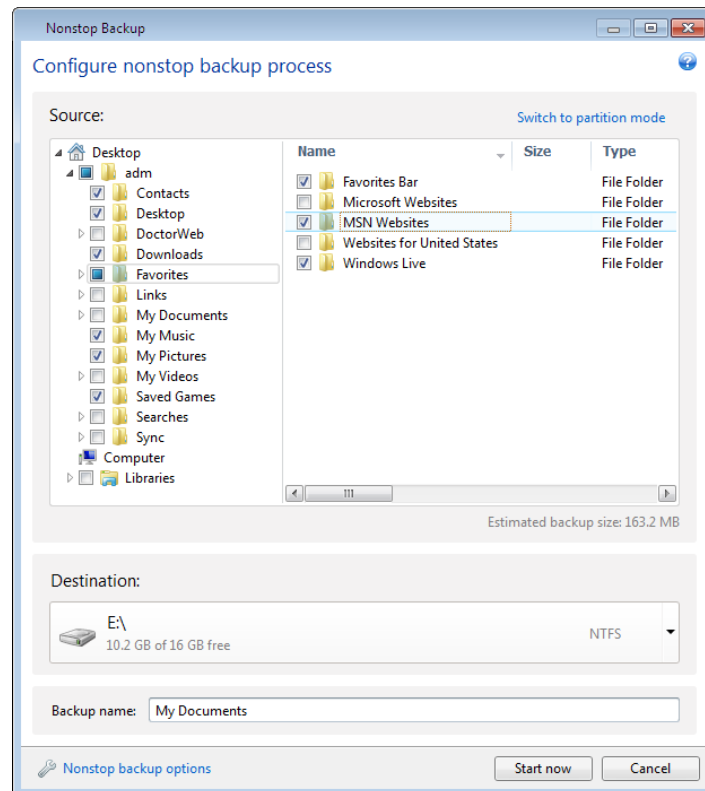 Nonstop Backup
Configure nonstop backup process
Source:
Switch to partition mode
Desktop
adm
Contacts
Desktop
DoctorWeb
Downloads
Favorites
Links
My Documents
My Music
My Pictures
My Videos
Saved Games
Searches
Sync
Computer
Libraries
Name Size Type
Favorites Bar File Folder
Microsoft Websites File Folder
MSN Websites File Folder
Websites for United States File Folder
Windows Live File Folder
Estimated backup size: 163.2 MB
Destination:
E:\
10.2 GB of 16 GB free
NTFS
Backup name: My Documents
Nonstop backup options
Start now
Cancel